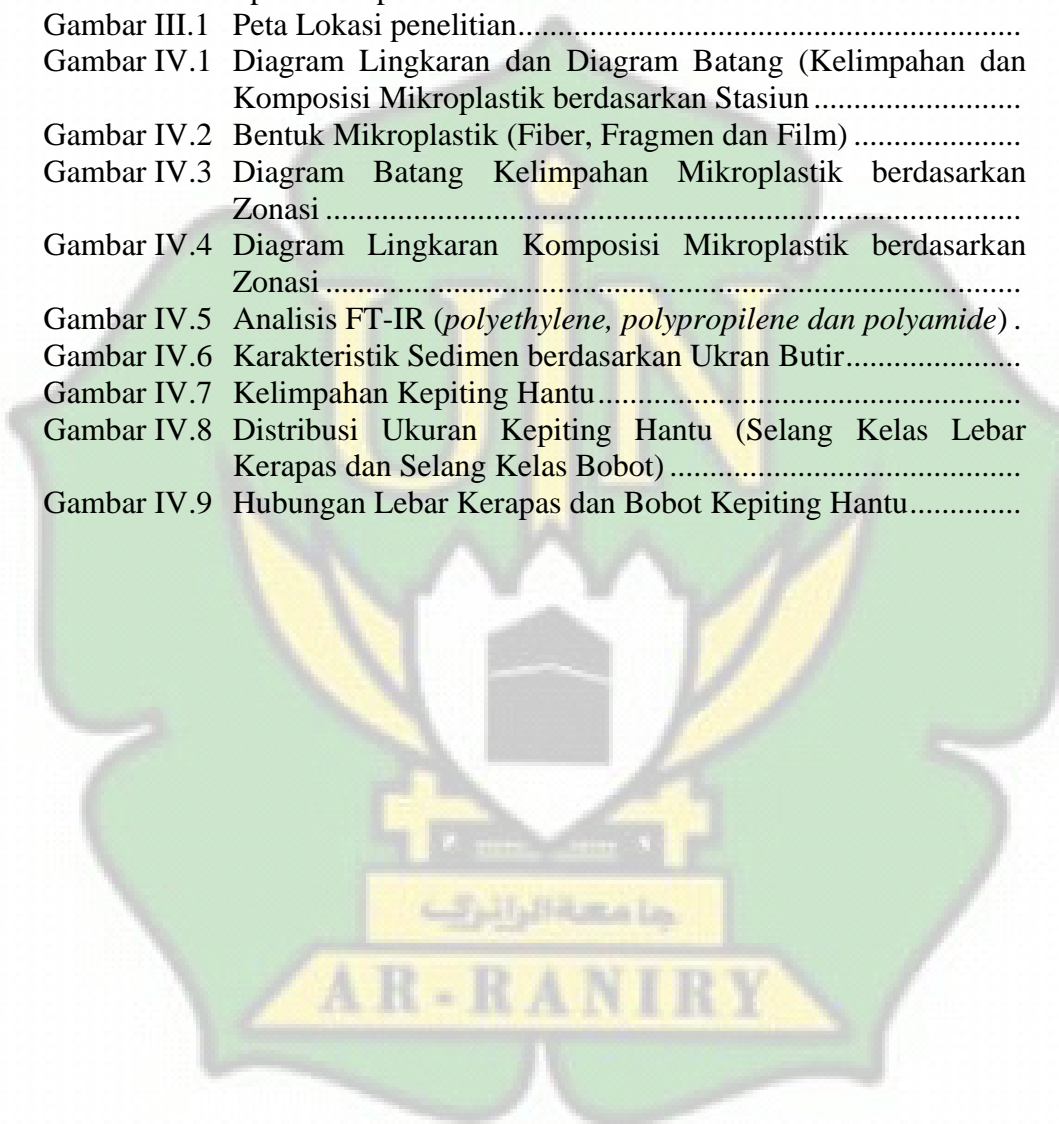 Gambar III.1 Peta Lokasi penelitian...............................................................
Gambar IV.1 Diagram Lingkaran dan Diagram Batang (Kelimpahan dan
Komposisi Mikroplastik berdasarkan Stasiun..........................
Gambar IV.2 Bentuk Mikroplastik (Fiber, Fragmen dan Film).....................
Gambar IV.3 Diagram Batang Kelimpahan Mikroplastik berdasarkan
Zonasi.......................................................................................
Gambar IV.4 Diagram Lingkaran Komposisi Mikroplastik berdasarkan
Zonasi.......................................................................................
Gambar IV.5 Analisis FT-IR (polyethylene, polypropilene dan polyamide) .
Gambar IV.6 Karakteristik Sedimen berdasarkan Ukran Butir......................
Gambar IV.7 Kelimpahan Kepiting Hantu.....................................................
Gambar IV.8 Distribusi Ukuran Kepiting Hantu (Selang Kelas Lebar
Kerapas dan Selang Kelas Bobot)............................................
Gambar IV.9 Hubungan Lebar Kerapas dan Bobot Kepiting Hantu..............
UIN
جامعة الرانري
AR-RANIRY